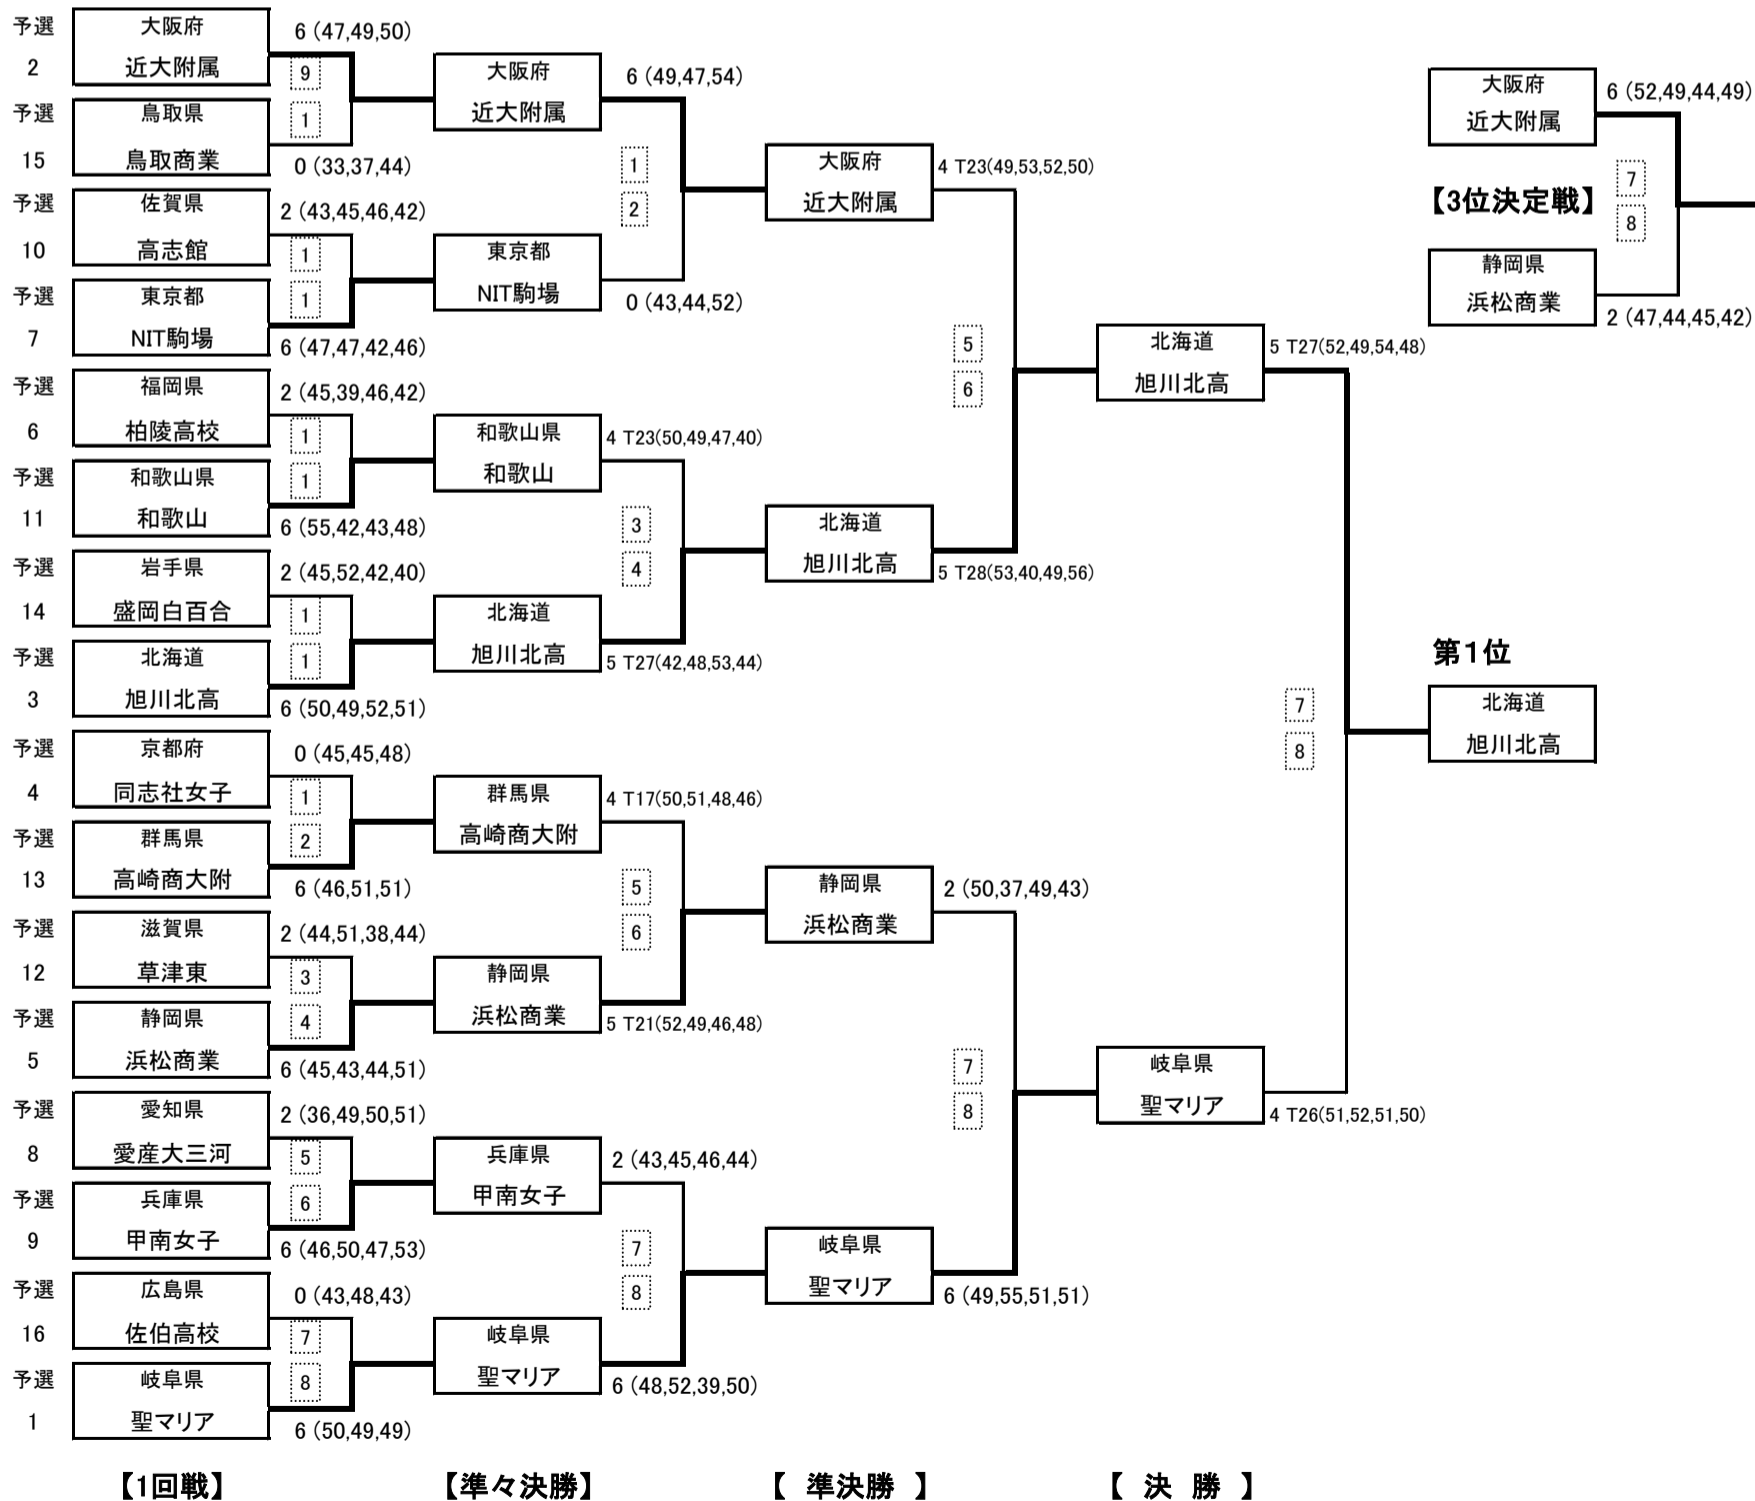 予選
2
大阪府
近大附属
6 (47,49,50)
9
予選
15
鳥取県
鳥取商業
1
0 (33,37,44)
予選
10
佐賀県
高志館
2 (43,45,46,42)
1
予選
7
東京都
NIT駒場
1
6 (47,47,42,46)
予選
6
福岡県
柏陵高校
2 (45,39,46,42)
1
予選
11
和歌山県
和歌山
1
6 (55,42,43,48)
予選
14
岩手県
盛岡白百合
2 (45,52,42,40)
1
予選
3
北海道
旭川北高
1
6 (50,49,52,51)
予選
4
京都府
同志社女子
0 (45,45,48)
1
予選
13
群馬県
高崎商大附
2
6 (46,51,51)
予選
12
滋賀県
草津東
2 (44,51,38,44)
3
予選
5
静岡県
浜松商業
4
6 (45,43,44,51)
予選
8
愛知県
愛産大三河
2 (36,49,50,51)
5
予選
9
兵庫県
甲南女子
6
6 (46,50,47,53)
予選
16
広島県
佐伯高校
0 (43,48,43)
7
予選
1
岐阜県
聖マリア
8
6 (50,49,49)
【1回戦】
大阪府
近大附属
6 (49,47,54)
1
2
東京都
NIT駒場
0 (43,44,52)
和歌山県
和歌山
4 T23(50,49,47,40)
3
4
北海道
旭川北高
5 T27(42,48,53,44)
群馬県
高崎商大附
4 T17(50,51,48,46)
5
6
静岡県
浜松商業
5 T21(52,49,46,48)
兵庫県
甲南女子
2 (43,45,46,44)
7
8
岐阜県
聖マリア
6 (48,52,39,50)
【準々決勝】
大阪府
近大附属
4 T23(49,53,52,50)
5
6
北海道
旭川北高
5 T28(53,40,49,56)
静岡県
浜松商業
2 (50,37,49,43)
7
8
岐阜県
聖マリア
6 (49,55,51,51)
【 準決勝 】
北海道
旭川北高
5 T27(52,49,54,48)
7
8
岐阜県
聖マリア
4 T26(51,52,51,50)
【 決 勝 】
大阪府
近大附属
6 (52,49,44,49)
【3位決定戦】
7
8
静岡県
浜松商業
2 (47,44,45,42)
第1位
北海道
旭川北高